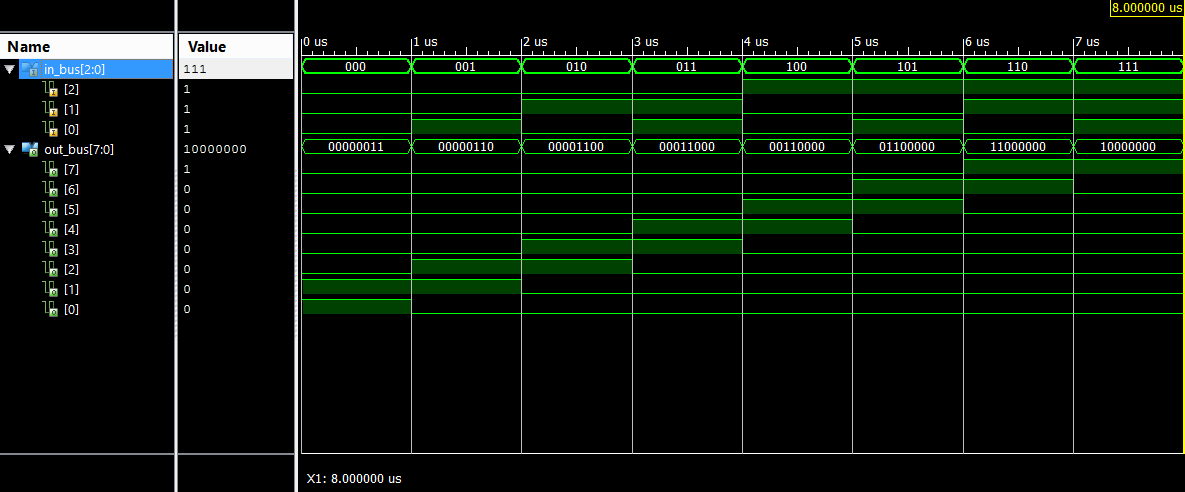 8.000000 us
Name Value 0 us 1 us 2 us 3 us 4 us 5 us 6 us 7 us
in_bus[2:0] 111 000 001 010 011 100 101 110 111
[2] 1
[1] 1
[0] 1
out_bus[7:0] 10000000 00000011 00000110 00001100 00011000 00110000 01100000 11000000 10000000
[7] 1
[6] 0
[5] 0
[4] 0
[3] 0
[2] 0
[1] 0
[0] 0
X1: 8.000000 us